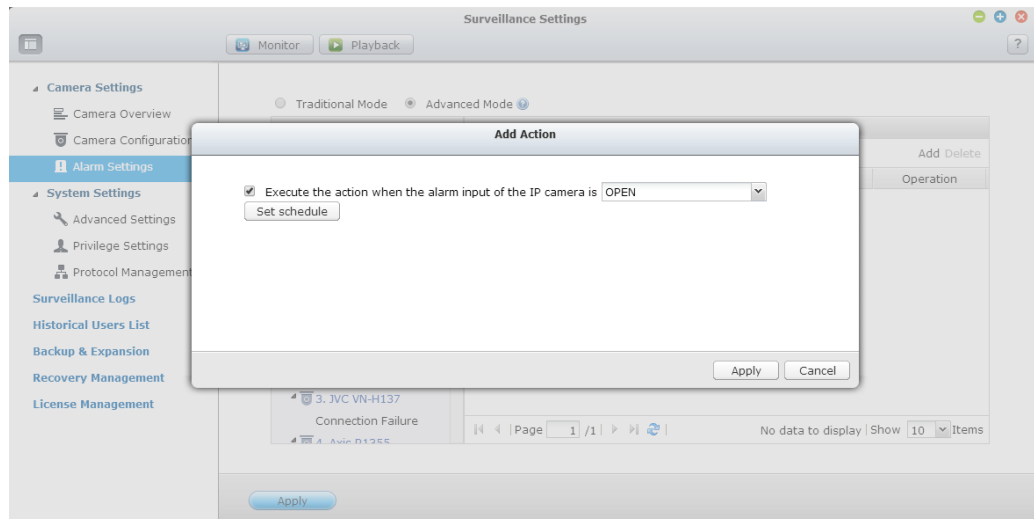 Surveillance Settings
Monitor
Playback
?
Camera Settings
Camera Overview
Camera Configuration
Alarm Settings
System Settings
Advanced Settings
Privilege Settings
Protocol Management
Surveillance Logs
Historical Users List
Backup & Expansion
Recovery Management
License Management
Traditional Mode Advanced Mode
Add Delete
Operation
Add Action
Execute the action when the alarm input of the IP camera is OPEN
Set schedule
Apply Cancel
3. JVC VN-H137
Connection Failure
4. Axis P1355
Page 1 /1 No data to display Show 10 Items
Apply